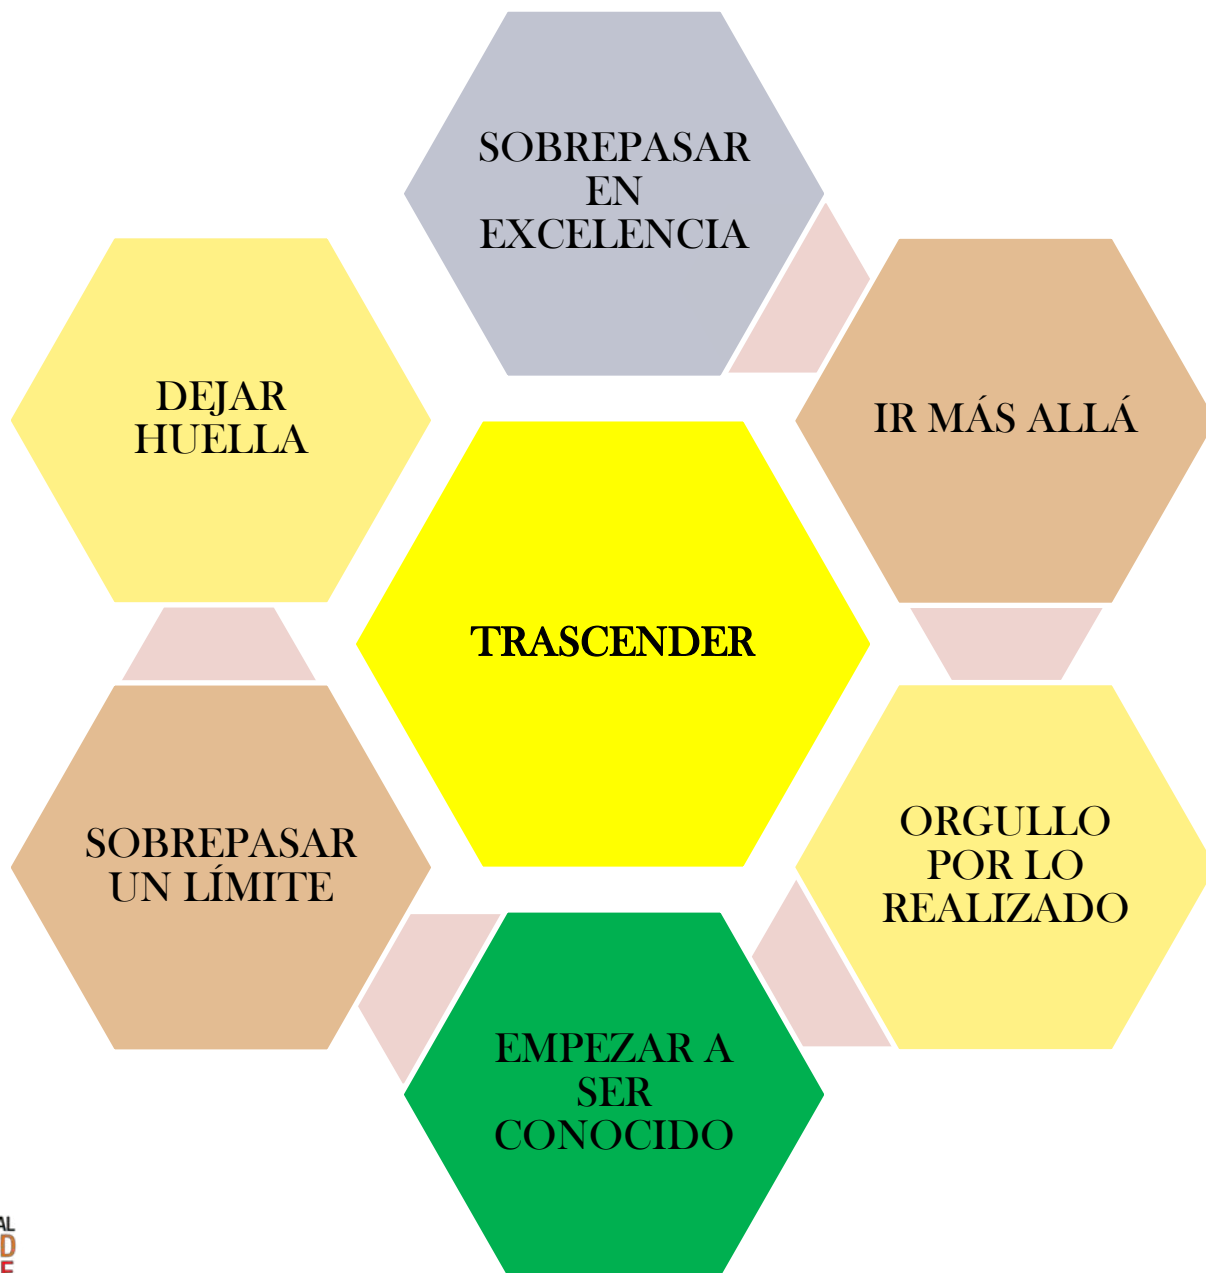 SOBREPASAR
EN
EXCELENCIA
IR MÁS ALLÁ
ORGULLO
POR LO
REALIZADO
EMPEZAR A
SER
CONOCIDO
SOBREPASAR
UN LÍMITE
DEJAR
HUELLA
TRASCENDER